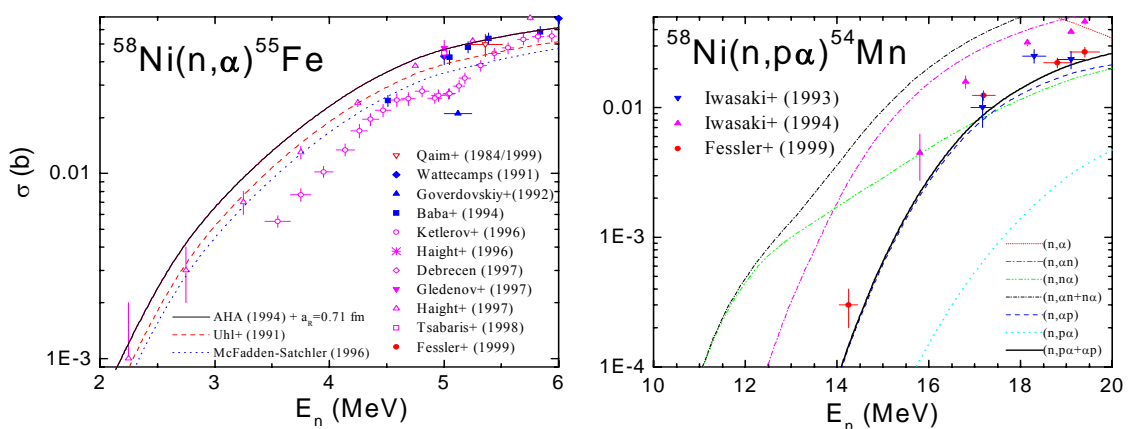 ⁵⁸Ni(n,α)⁵⁵Fe
σ (b)
0.01
1E-3
Qaim+ (1984/1999)
Wattecamps (1991)
Goverdovskiy+(1992)
Baba+ (1994)
Ketlerov+ (1996)
Haight+ (1996)
Debrecen (1997)
Gledenov+ (1997)
Haight+ (1997)
Tsabaris+ (1998)
Fessler+ (1999)
AHA (1994) + a_R=0.71 fm
Uhl+ (1991)
McFadden-Satchler (1996)
2 3 4 5 6
E_n (MeV)
⁵⁸Ni(n,pα)⁵⁴Mn
Iwasaki+ (1993)
Iwasaki+ (1994)
Fessler+ (1999)
0.01
1E-3
1E-4
(n,α)
(n,αn)
(n,nα)
(n,αn+nα)
(n,αp)
(n,pα)
(n,pα+αp)
10 12 14 16 18 20
E_n (MeV)